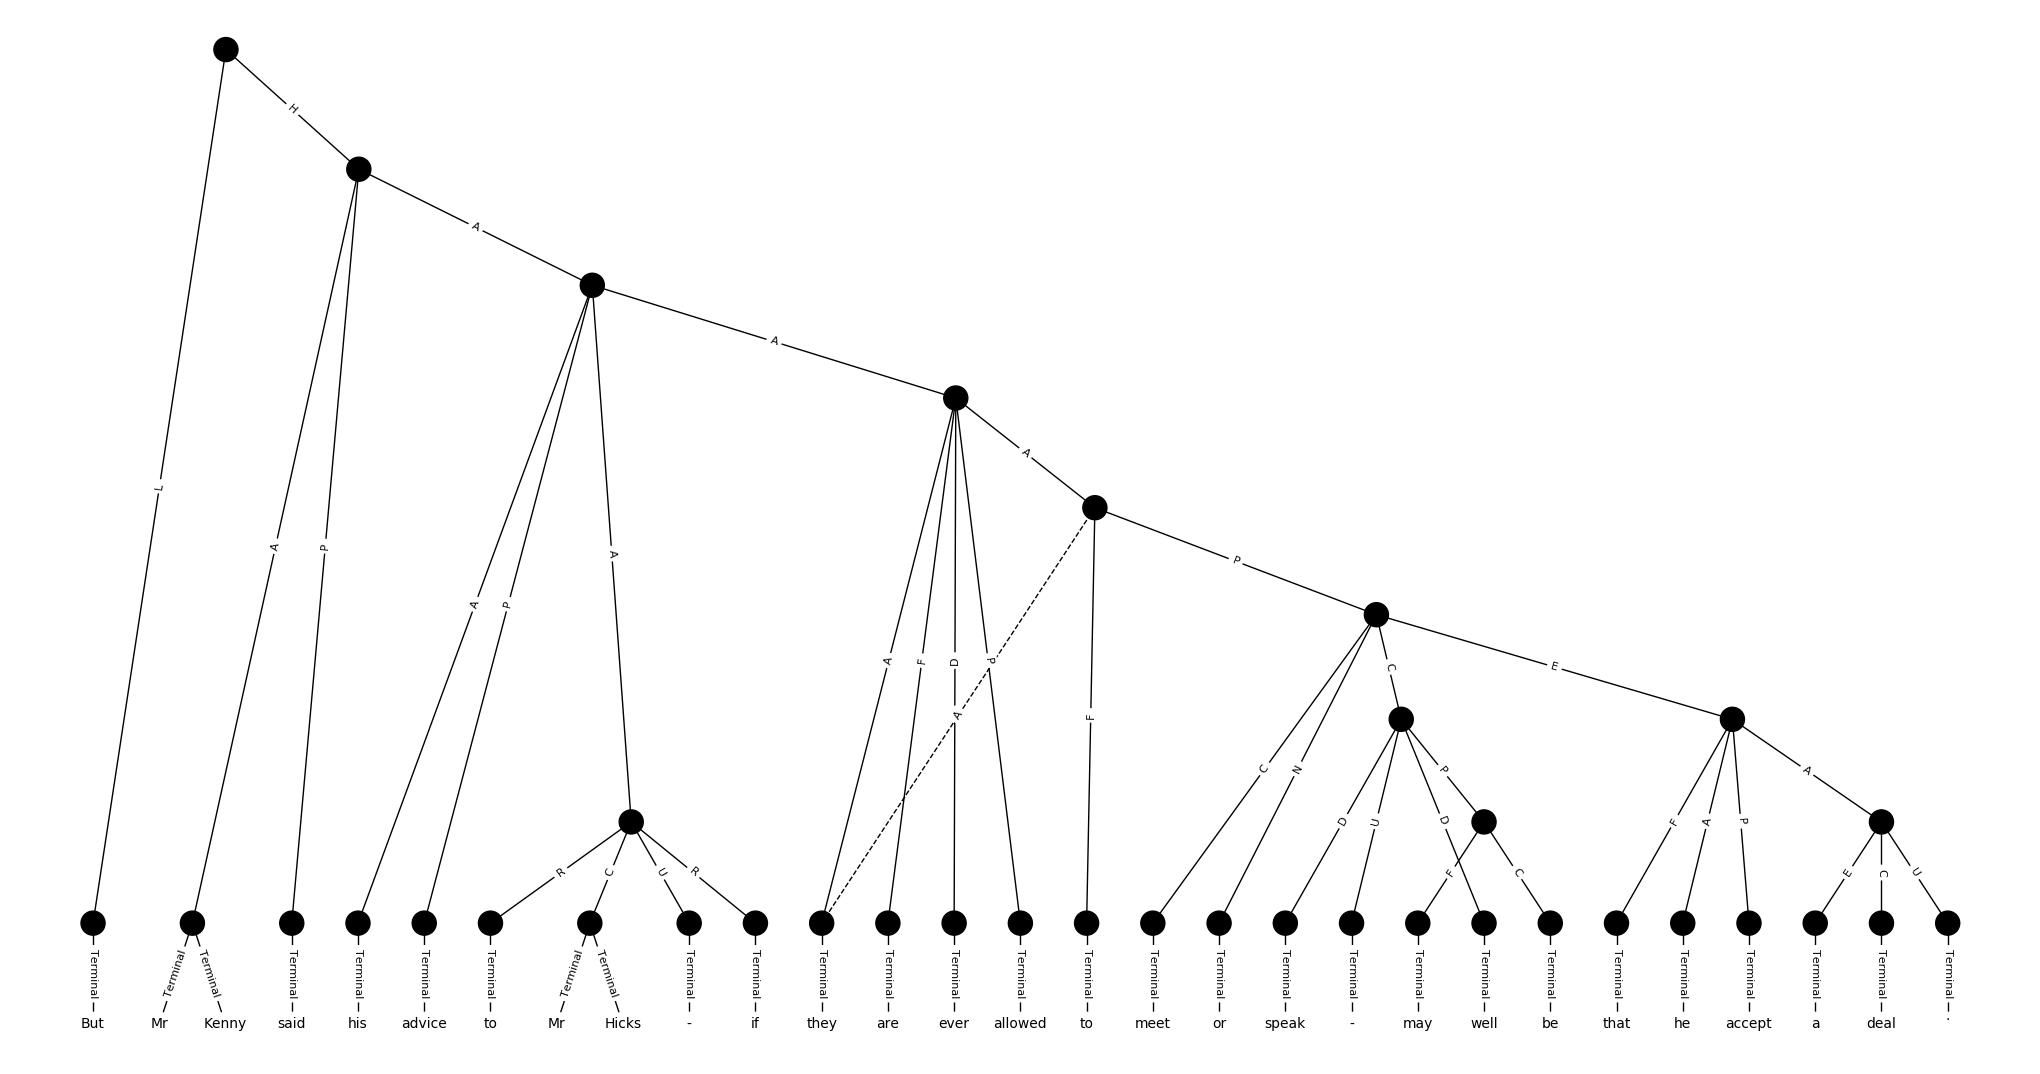 H
A
A
L
A
A
P
A
P
A
P
A
A
F
D
P
A
F
P
E
C
C
N
D
U
D
P
F
C
F
A
P
A
E
C
U
R
C
U
R
Terminal Terminal Terminal Terminal Terminal Terminal Terminal Terminal Terminal Terminal Terminal Terminal Terminal Terminal Terminal Terminal Terminal Terminal Terminal Terminal Terminal Terminal Terminal Terminal Terminal Terminal Terminal Terminal Terminal
But Mr Kenny said his advice to Mr Hicks - if they are ever allowed to meet or speak - may well be that he accept a deal .